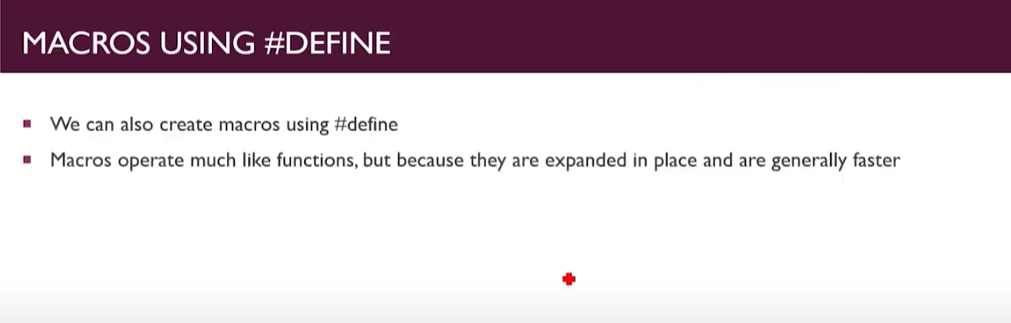 MACROS USING #DEFINE
We can also create macros using #define
Macros operate much like functions, but because they are expanded in place and are generally faster